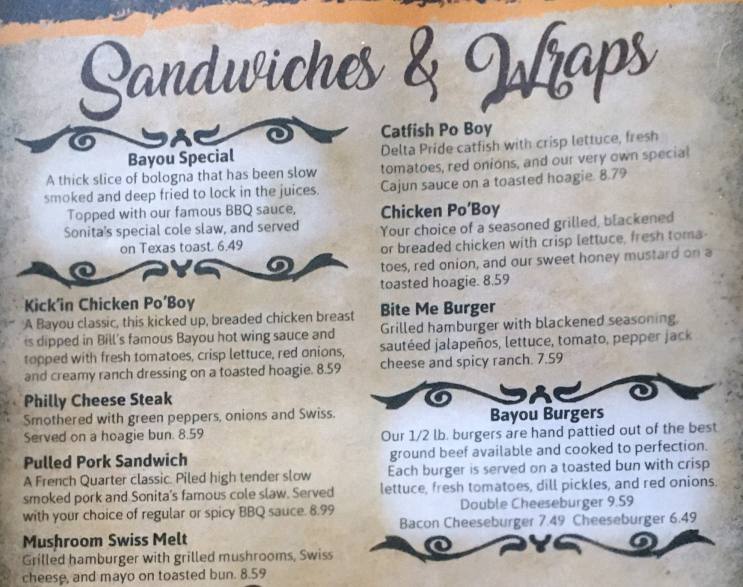 Sandwiches & Wraps
Bayou Special
A thick slice of bologna that has been slow
smoked and deep fried to lock in the juices.
Topped with our famous BBQ sauce,
Sonita's special cole slaw, and served
on Texas toast. 6.49
Kick'in Chicken Po'Boy
A Bayou classic, this kicked up, breaded chicken breast
is dipped in Bill's famous Bayou hot wing sauce and
topped with fresh tomatoes, crisp lettuce, red onions,
and creamy ranch dressing on a toasted hoagie. 8.59
Philly Cheese Steak
Smothered with green peppers, onions and Swiss.
Served on a hoagie bun. 8.59
Pulled Pork Sandwich
A French Quarter classic. Piled high tender slow
smoked pork and Sonita's famous cole slaw. Served
with your choice of regular or spicy BBQ sauce. 8.99
Mushroom Swiss Melt
Grilled hamburger with grilled mushrooms, Swiss
cheese, and mayo on toasted bun. 8.59
Catfish Po Boy
Delta Pride catfish with crisp lettuce, fresh
tomatoes, red onions, and our very own special
Cajun sauce on a toasted hoagie. 8.79
Chicken Po'Boy
Your choice of a seasoned grilled, blackened
or breaded chicken with crisp lettuce, fresh toma-
toes, red onion, and our sweet honey mustard on a
toasted hoagie. 8.59
Bite Me Burger
Grilled hamburger with blackened seasoning,
sautéed jalapeños, lettuce, tomato, pepper jack
cheese and spicy ranch. 7.59
Bayou Burgers
Our 1/2 lb. burgers are hand pattied out of the best
ground beef available and cooked to perfection.
Each burger is served on a toasted bun with crisp
lettuce, fresh tomatoes, dill pickles, and red onions.
Double Cheeseburger 9.59
Bacon Cheeseburger 7.49 Cheeseburger 6.49